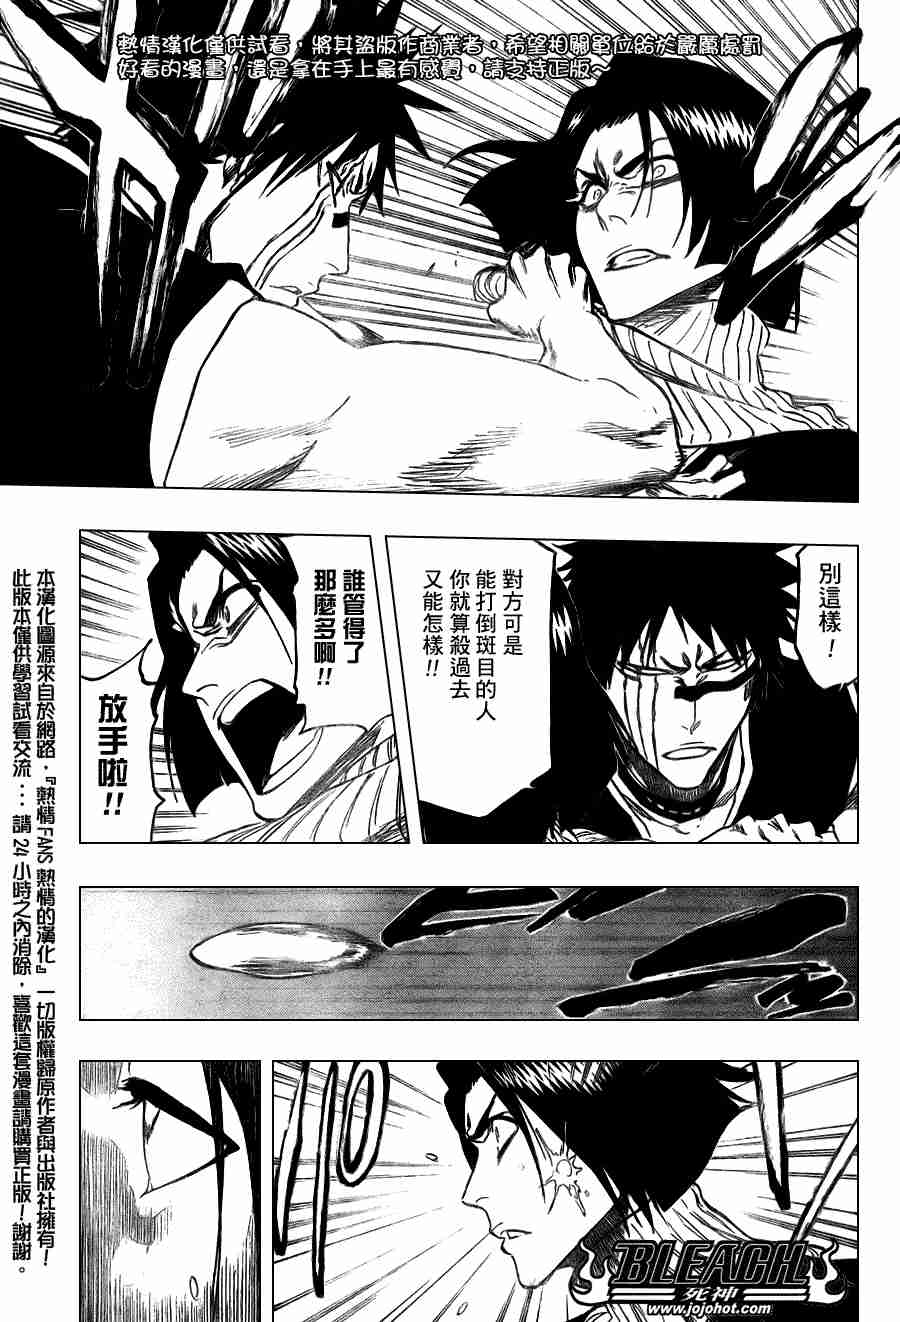 熱情漢化僅供試看，將其盜版作商業者，希望相關單位給於嚴厲處罰
好看的漫畫，還是拿在手上最有感覺，請支持正版~
別這樣！
對方可是
能打倒斑目的人
你就算殺過去
又能怎樣!!
誰管得了
那麼多啊!!
放手啦!!
本漢化圖源來自於網路，『熱情FANS 熱情的漢化』一切版權歸原作者與出版社擁有！
此版本僅供學習試看交流… 請 24 小時之內消除，喜歡這套漫畫請購買正版！謝謝。
BLEACH
死神
www.jojohot.com